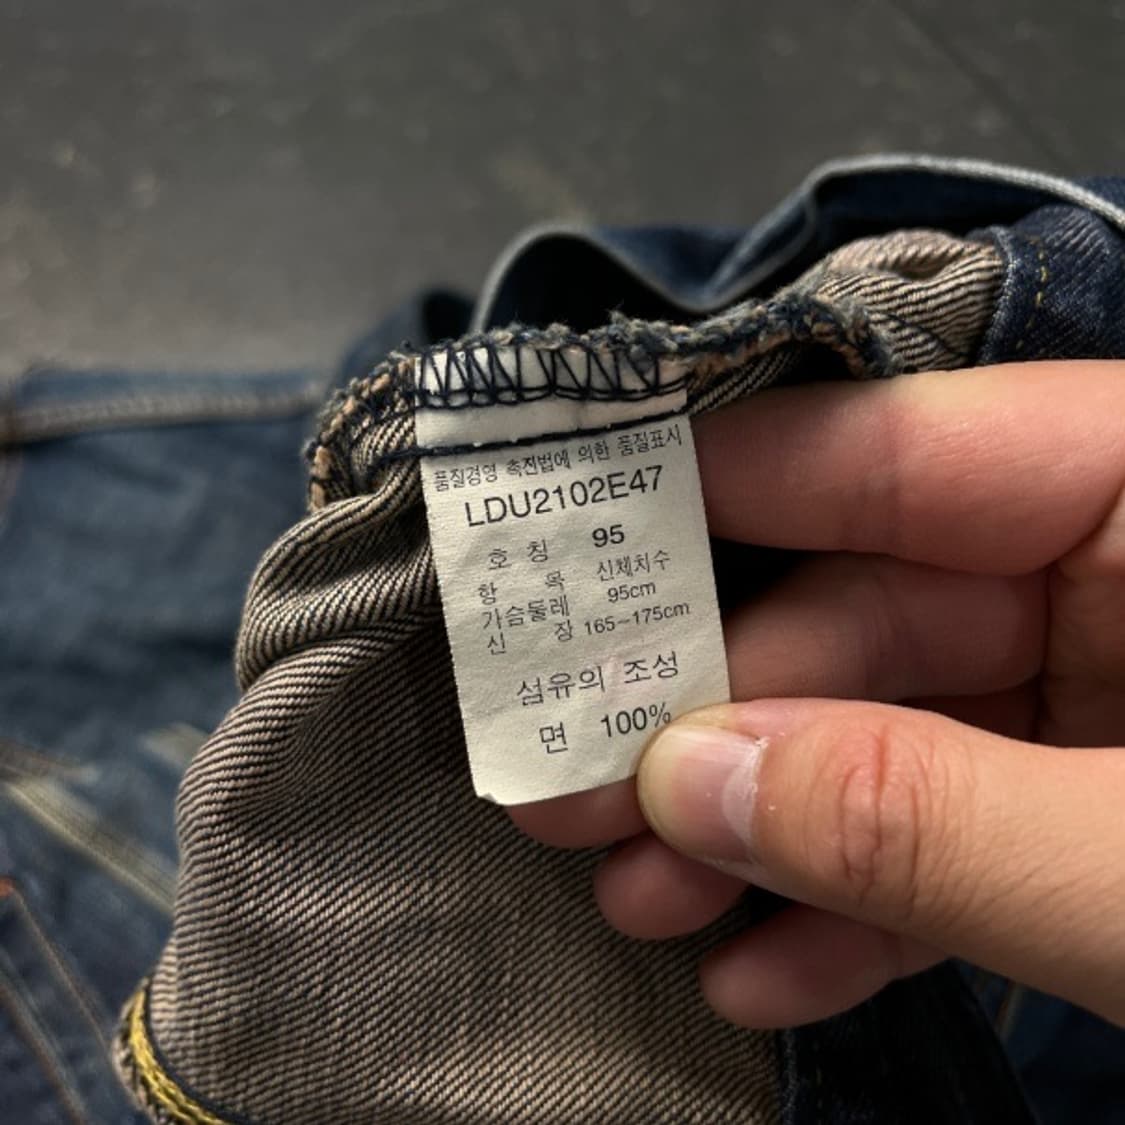 품질경영 촉진법에 의한 품질표시
LDU2102E47
호 칭 95
항 목 신체치수
가슴둘레 95cm
신 장 165~175cm
섬유의 조성
면 100%